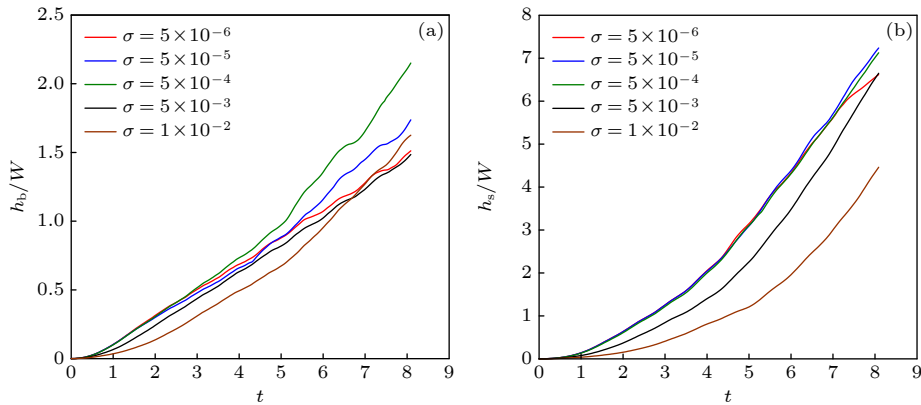 2.5
2.0
1.5
1.0
0.5
0
0 1 2 3 4 5 6 7 8 9
t
h_b/W
(a)
σ = 5×10⁻⁶
σ = 5×10⁻⁵
σ = 5×10⁻⁴
σ = 5×10⁻³
σ = 1×10⁻²
8
7
6
5
4
3
2
1
0
0 1 2 3 4 5 6 7 8 9
t
h_s/W
(b)
σ = 5×10⁻⁶
σ = 5×10⁻⁵
σ = 5×10⁻⁴
σ = 5×10⁻³
σ = 1×10⁻²